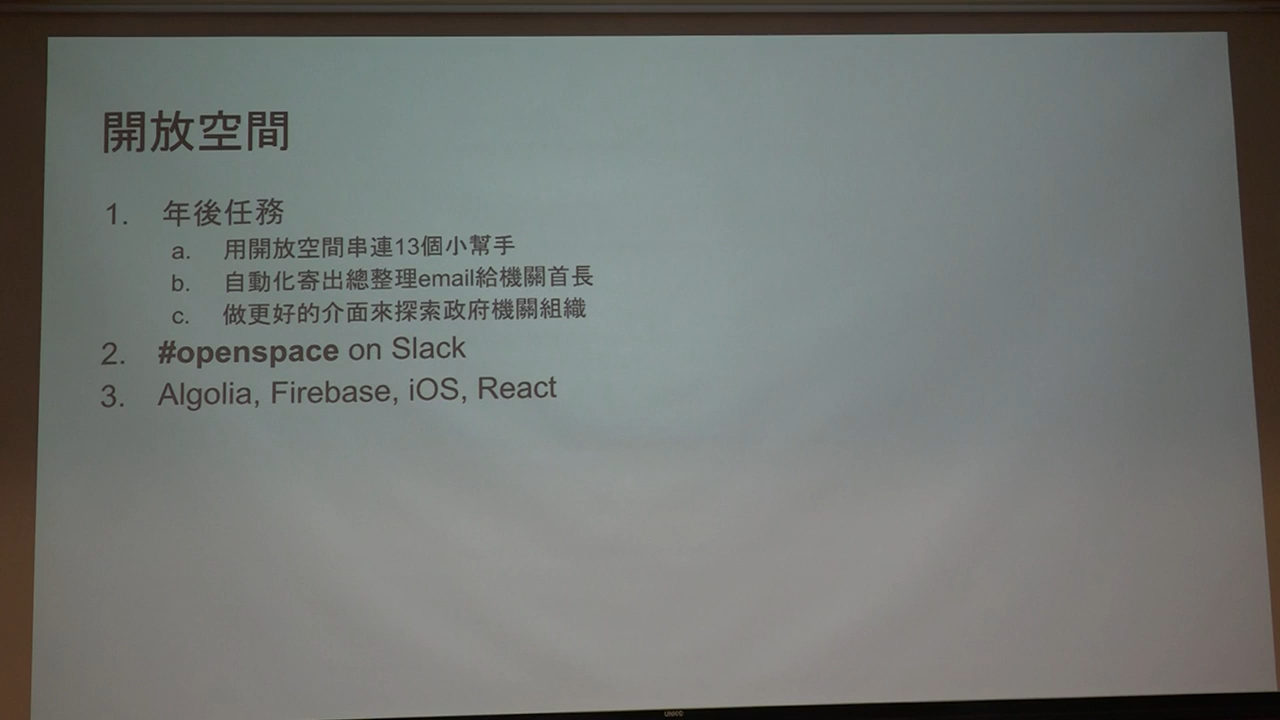 開放空間
1. 年後任務
a. 用開放空間串連13個小幫手
b. 自動化寄出總整理email給機關首長
c. 做更好的介面來探索政府機關組織
2. #openspace on Slack
3. Algolia, Firebase, iOS, React